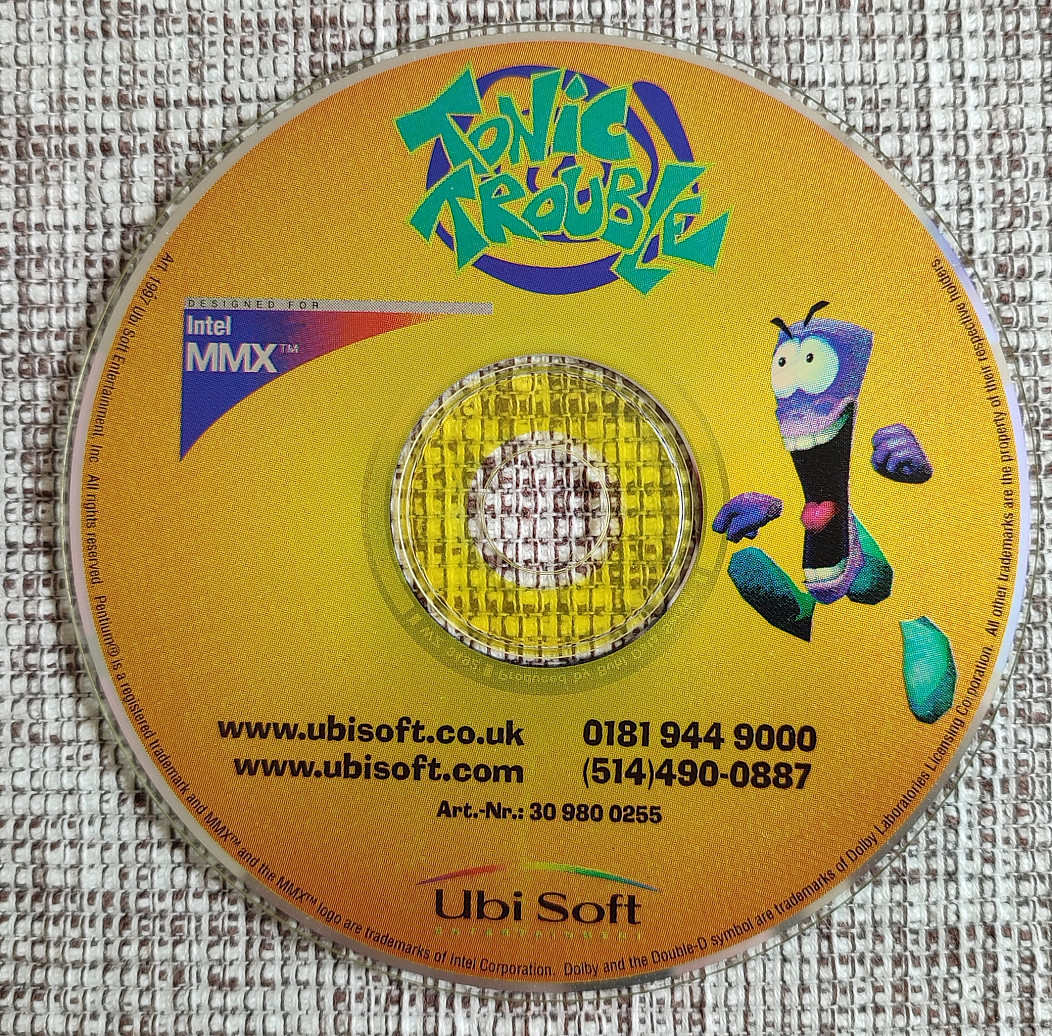 TONIC
TROUBLE
DESIGNED FOR
Intel
MMX™
www.ubisoft.co.uk 0181 944 9000
www.ubisoft.com (514)490-0887
Art.-Nr.: 30 980 0255
Ubi Soft
ENTERTAINMENT
Art. 1997 Ubi Soft Entertainment, Inc. All rights reserved. Pentium® is a registered trademark and MMX™ and the MMX™ logo are trademarks of Intel Corporation. Dolby and the Double-D symbol are trademarks of Dolby Laboratories Licensing Corporation. All other trademarks are the property of their respective holders.